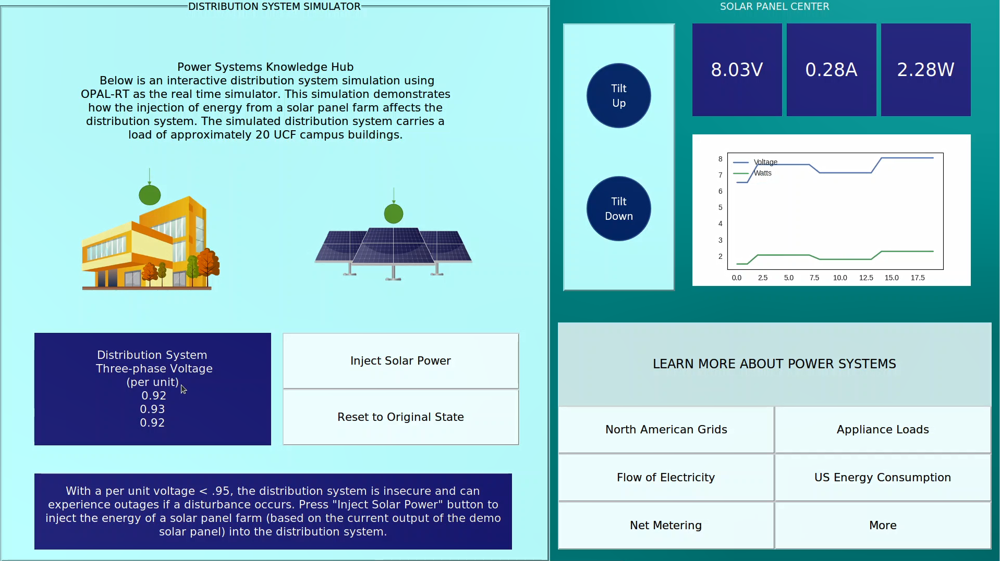 DISTRIBUTION SYSTEM SIMULATOR
Power Systems Knowledge Hub
Below is an interactive distribution system simulation using
OPAL-RT as the real time simulator. This simulation demonstrates
how the injection of energy from a solar panel farm affects the
distribution system. The simulated distribution system carries a
load of approximately 20 UCF campus buildings.
Distribution System
Three-phase Voltage
(per unit)
0.92
0.93
0.92
Inject Solar Power
Reset to Original State
With a per unit voltage < .95, the distribution system is insecure and can
experience outages if a disturbance occurs. Press "Inject Solar Power" button to
inject the energy of a solar panel farm (based on the current output of the demo
solar panel) into the distribution system.
SOLAR PANEL CENTER
Tilt
Up
Tilt
Down
8.03V
0.28A
2.28W
Voltage
Watts
8
7
6
5
4
3
2
0.0 2.5 5.0 7.5 10.0 12.5 15.0 17.5
LEARN MORE ABOUT POWER SYSTEMS
North American Grids
Appliance Loads
Flow of Electricity
US Energy Consumption
Net Metering
More